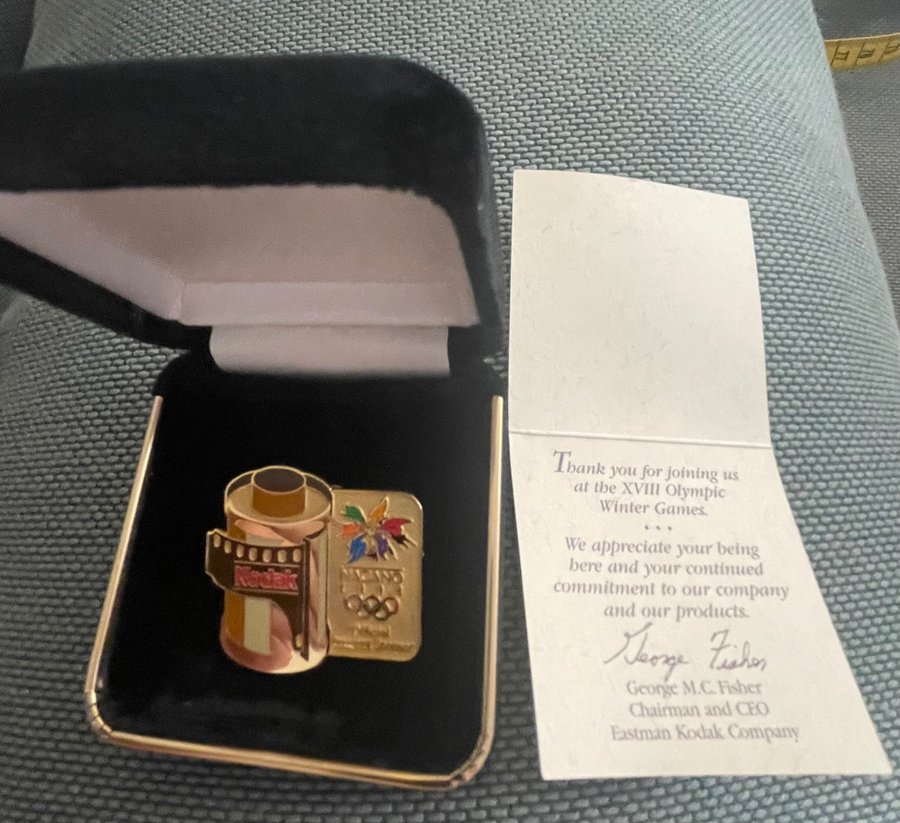 Kodak
NAGANO
Thank you for joining us
at the XVIII Olympic
Winter Games.
• • •
We appreciate your being
here and your continued
commitment to our company
and our products.
George Fisher
George M.C. Fisher
Chairman and CEO
Eastman Kodak Company